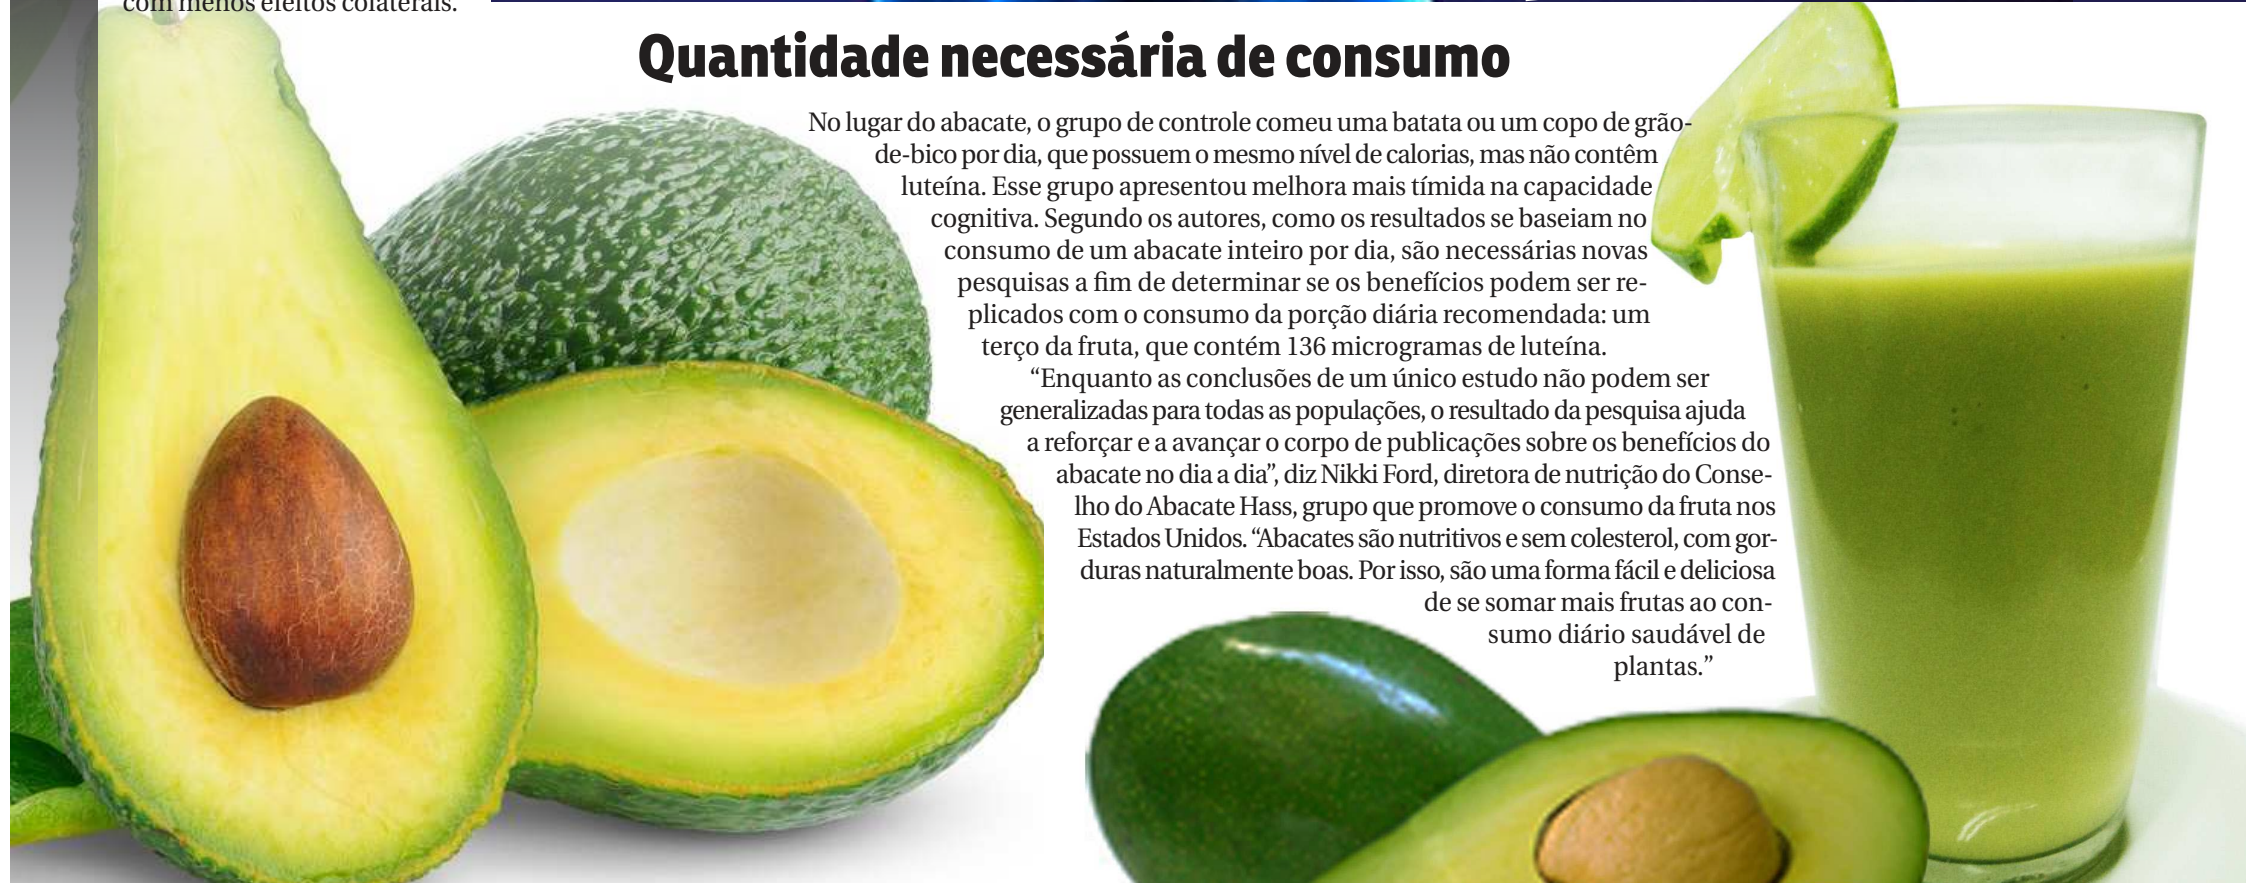 com menos efeitos colaterais.
Quantidade necessária de consumo
No lugar do abacate, o grupo de controle comeu uma batata ou um copo de grão-
de-bico por dia, que possuem o mesmo nível de calorias, mas não contêm
luteína. Esse grupo apresentou melhora mais tímida na capacidade
cognitiva. Segundo os autores, como os resultados se baseiam no
consumo de um abacate inteiro por dia, são necessárias novas
pesquisas a fim de determinar se os benefícios podem ser re-
plicados com o consumo da porção diária recomendada: um
terço da fruta, que contém 136 microgramas de luteína.
“Enquanto as conclusões de um único estudo não podem ser
generalizadas para todas as populações, o resultado da pesquisa ajuda
a reforçar e a avançar o corpo de publicações sobre os benefícios do
abacate no dia a dia”, diz Nikki Ford, diretora de nutrição do Conse-
lho do Abacate Hass, grupo que promove o consumo da fruta nos
Estados Unidos. “Abacates são nutritivos e sem colesterol, com gor-
duras naturalmente boas. Por isso, são uma forma fácil e deliciosa
de se somar mais frutas ao con-
sumo diário saudável de
plantas.”